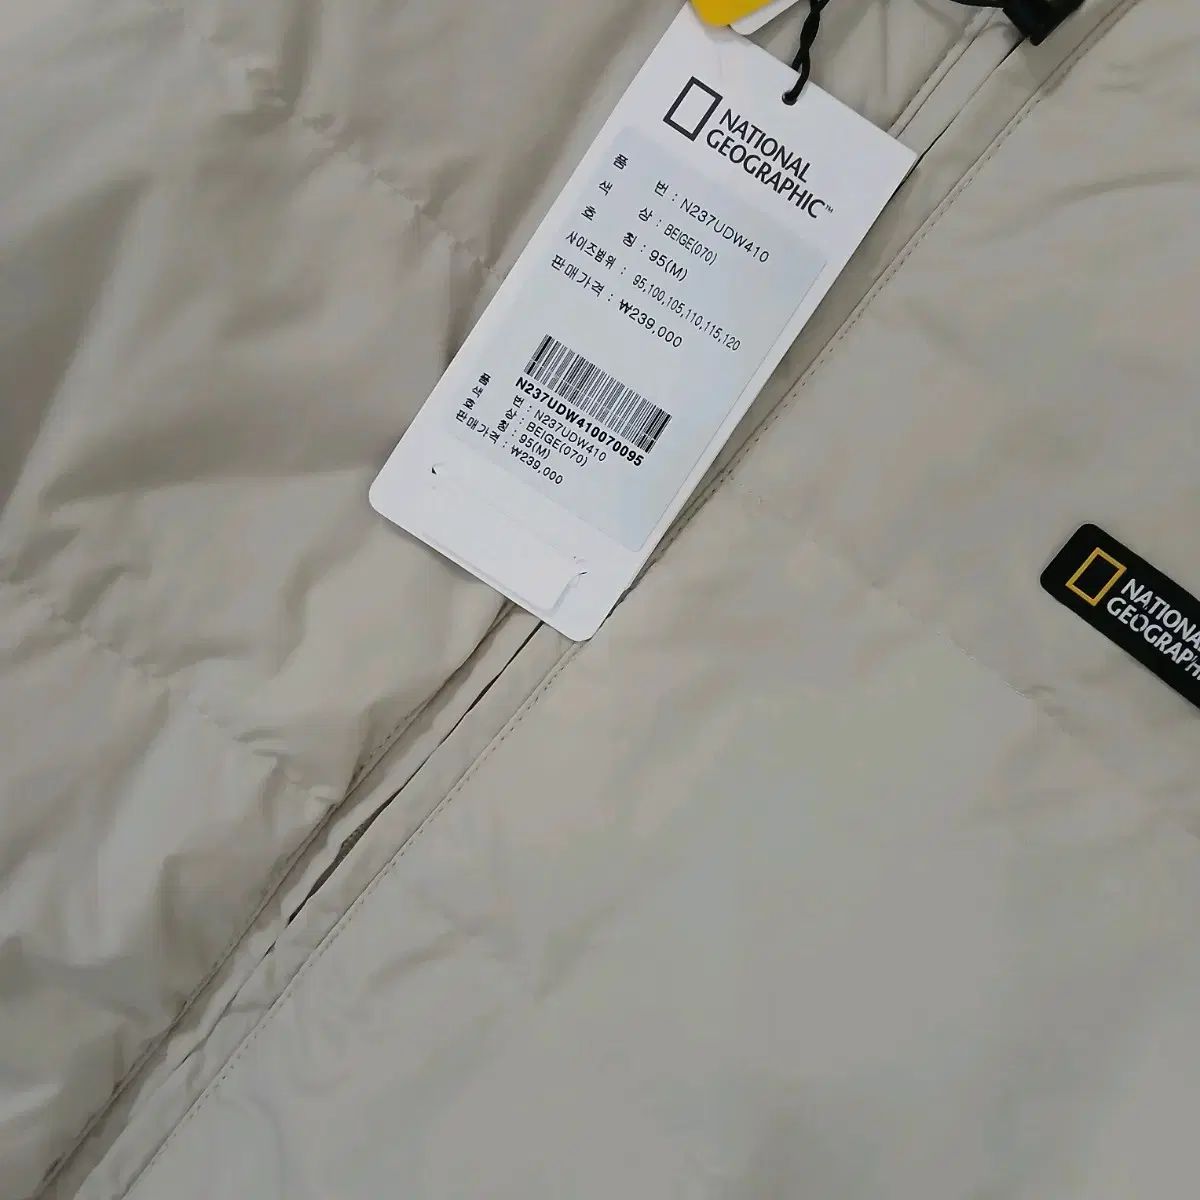 NATIONAL
GEOGRAPHIC™
품 번 : N237UDW410
색 상 : BEIGE(070)
호 칭 : 95(M)
사이즈범위 : 95,100,105,110,115,120
판매가격 : ₩239,000
N237UDW410070095
품 번 : N237UDW410
색 상 : BEIGE(070)
호 칭 : 95(M)
판매가격 : ₩239,000
NATIONAL
GEOGRAPHIC